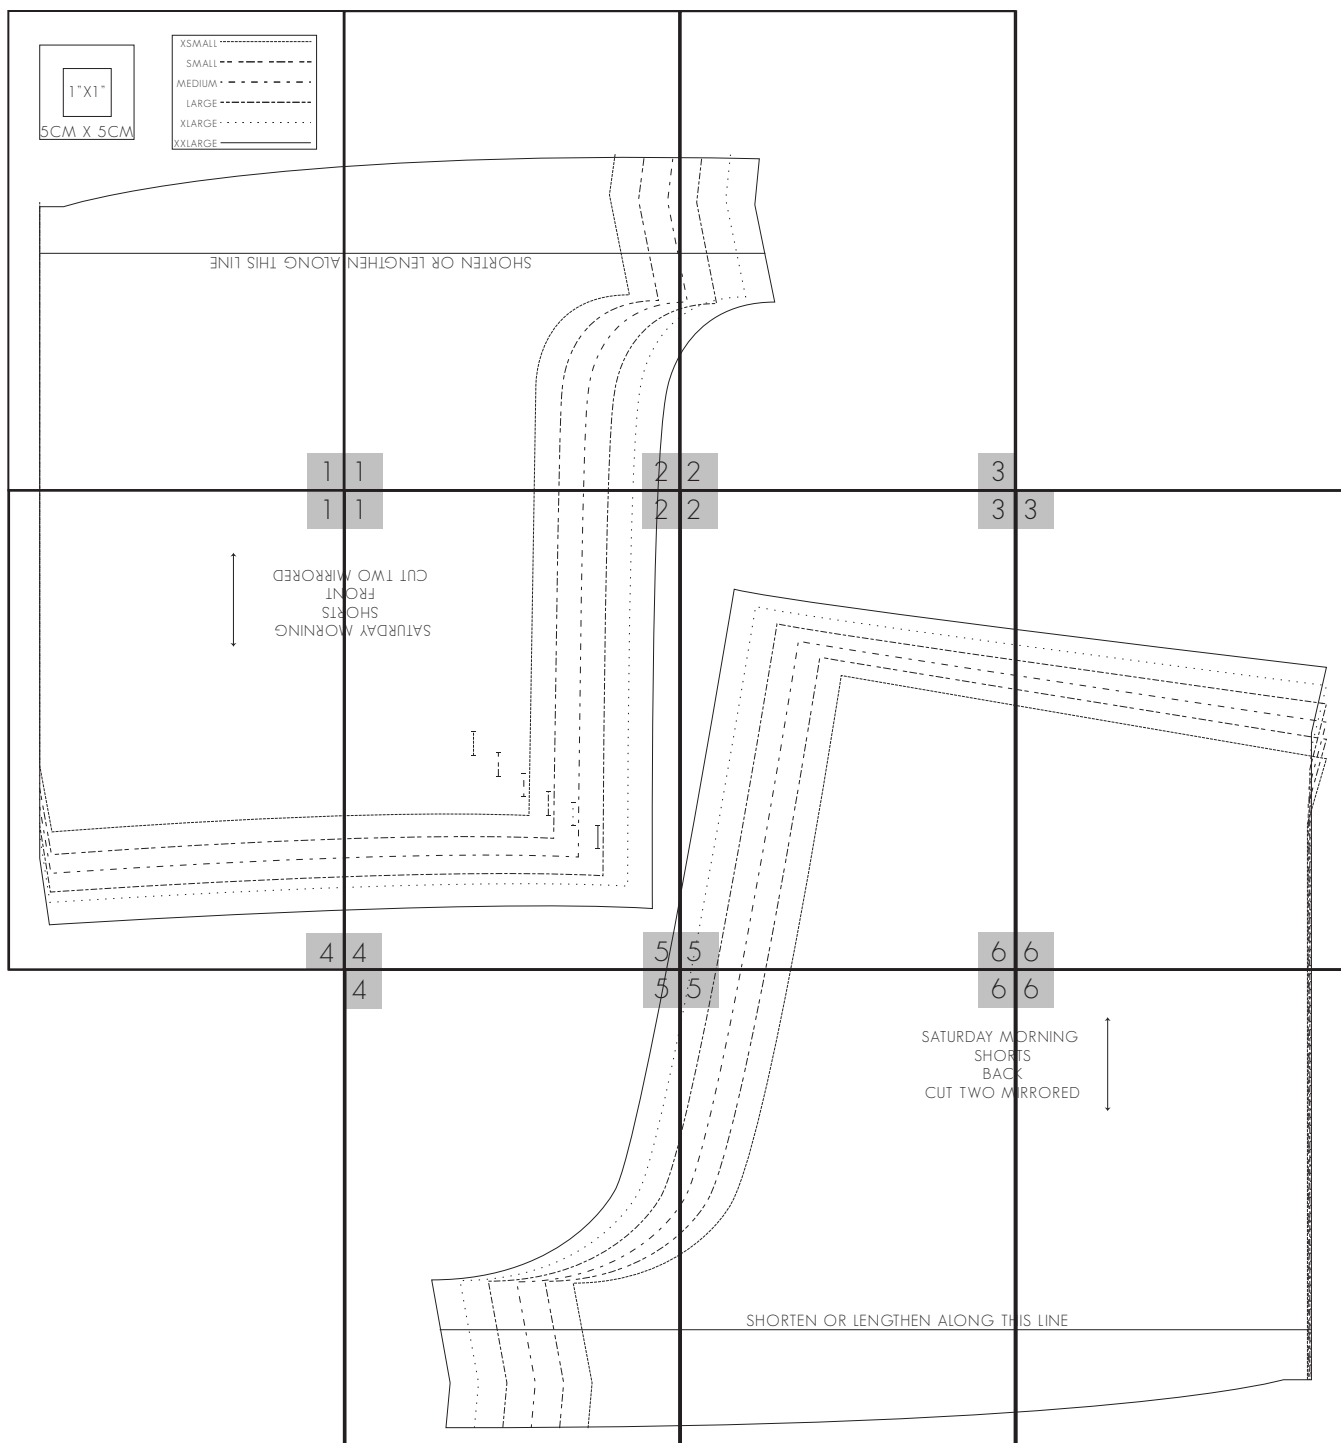 1"X1"
5CM X 5CM
XSMALL
SMALL
MEDIUM
LARGE
XLARGE
XXLARGE
SHORTEN OR LENGTHEN ALONG THIS LINE
1 1
1 1
2 2
2 2
3
3 3
SATURDAY MORNING
SHORTS
FRONT
CUT TWO MIRRORED
4 4
4
5 5
5 5
6 6
6 6
SATURDAY MORNING
SHORTS
BACK
CUT TWO MIRRORED
SHORTEN OR LENGTHEN ALONG THIS LINE